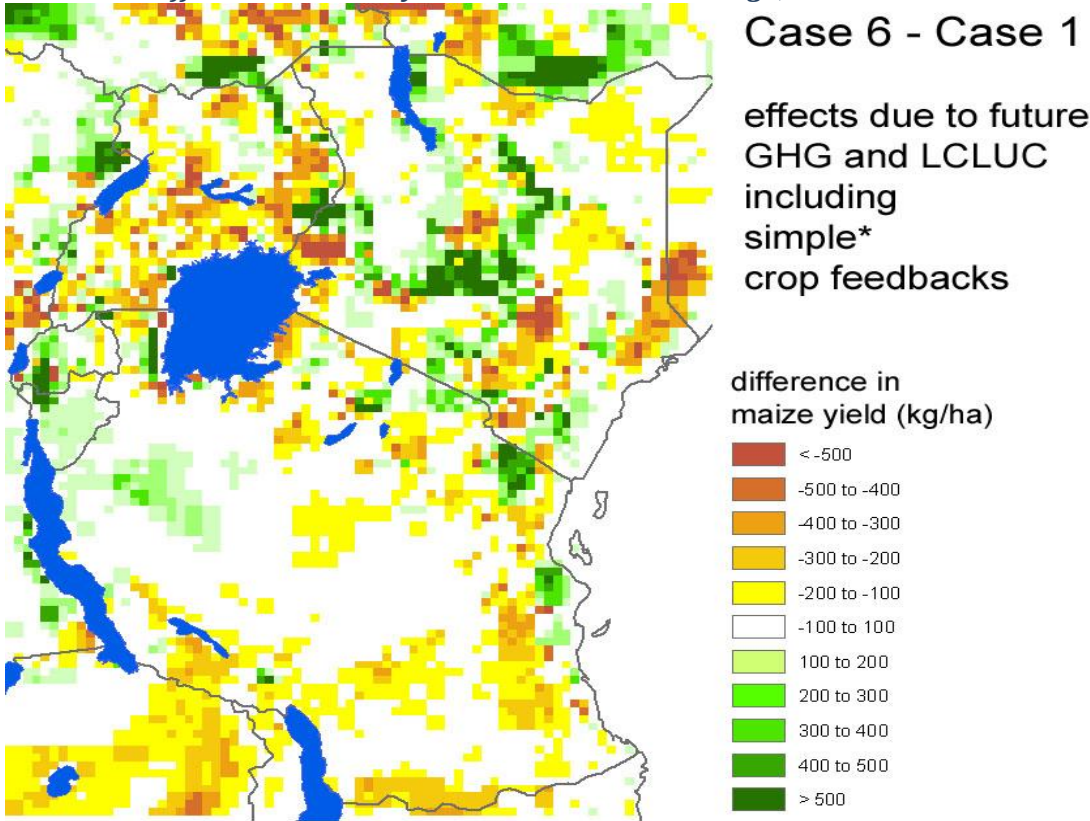 Case 6 - Case 1
effects due to future
GHG and LCLUC
including
simple*
crop feedbacks
difference in
maize yield (kg/ha)
< -500
-500 to -400
-400 to -300
-300 to -200
-200 to -100
-100 to 100
100 to 200
200 to 300
300 to 400
400 to 500
> 500